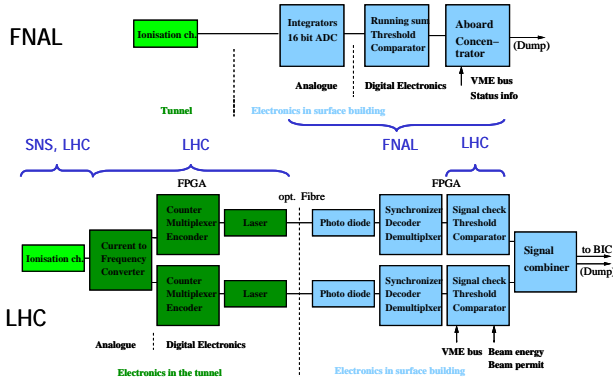 FNAL
Ionisation ch.
Integrators
16 bit ADC
Running sum
Threshold
Comparator
Aboard
Concen-
trator
(Dump)
Analogue
Digital Electronics
VME bus
Status info
Tunnel
Electronics in surface building
SNS, LHC
LHC
FNAL
LHC
FPGA
opt. Fibre
FPGA
Counter
Multiplexer
Encoder
Laser
Photo diode
Synchronizer
Decoder
Demultiplxer
Signal check
Threshold
Comparator
Ionisation ch.
Current to
Frequency
Converter
Signal
combiner
to BIC
(Dump)
Counter
Multiplexer
Encoder
Laser
Photo diode
Synchronizer
Decoder
Demultiplxer
Signal check
Threshold
Comparator
LHC
Analogue
Digital Electronics
VME bus
Beam energy
Beam permit
Electronics in the tunnel
Electronics in surface building